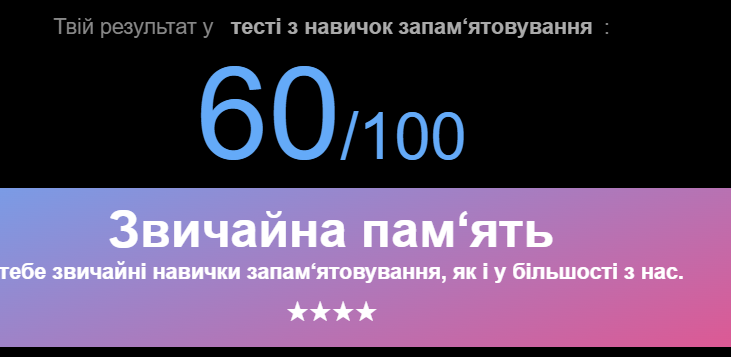 Твій результат у тесті з навичок запам‘ятовування :
60/100
Звичайна пам‘ять
тебе звичайні навички запам‘ятовування, як і у більшості з нас.
★★★★